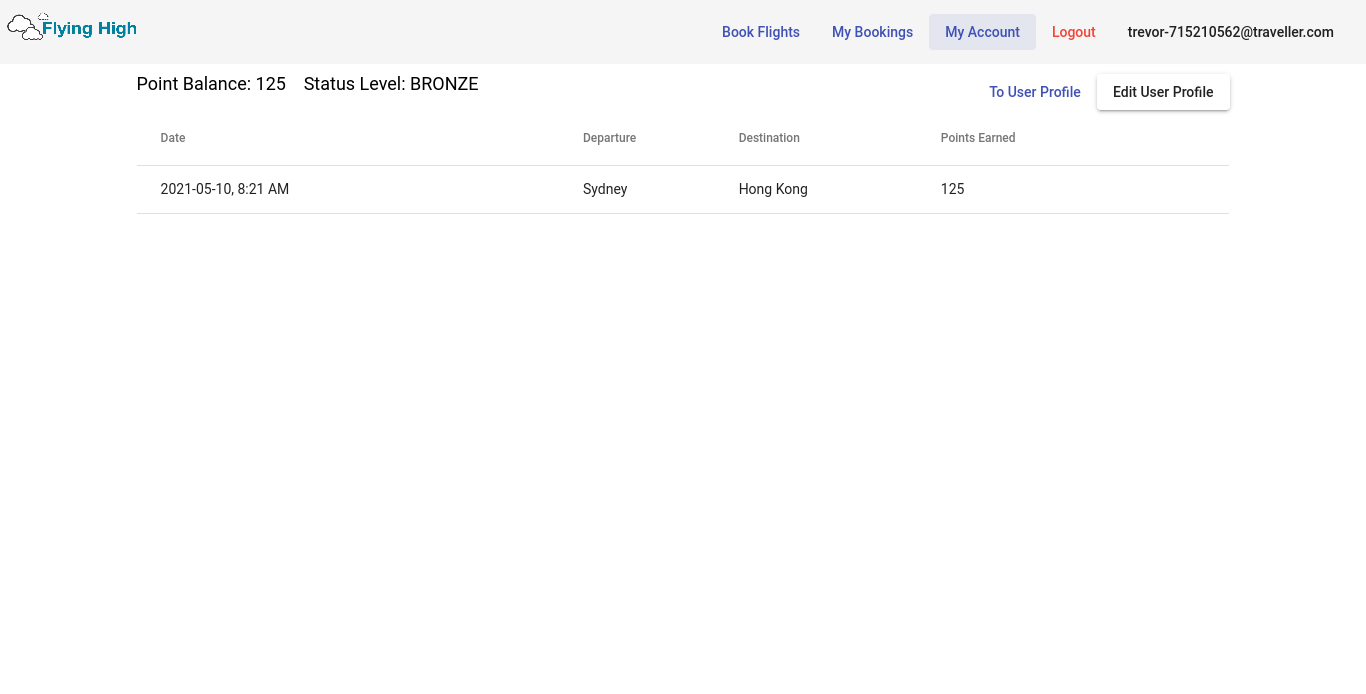 Flying High
Book Flights My Bookings My Account Logout trevor-715210562@traveller.com
Point Balance: 125 Status Level: BRONZE
To User Profile Edit User Profile
Date Departure Destination Points Earned
2021-05-10, 8:21 AM Sydney Hong Kong 125